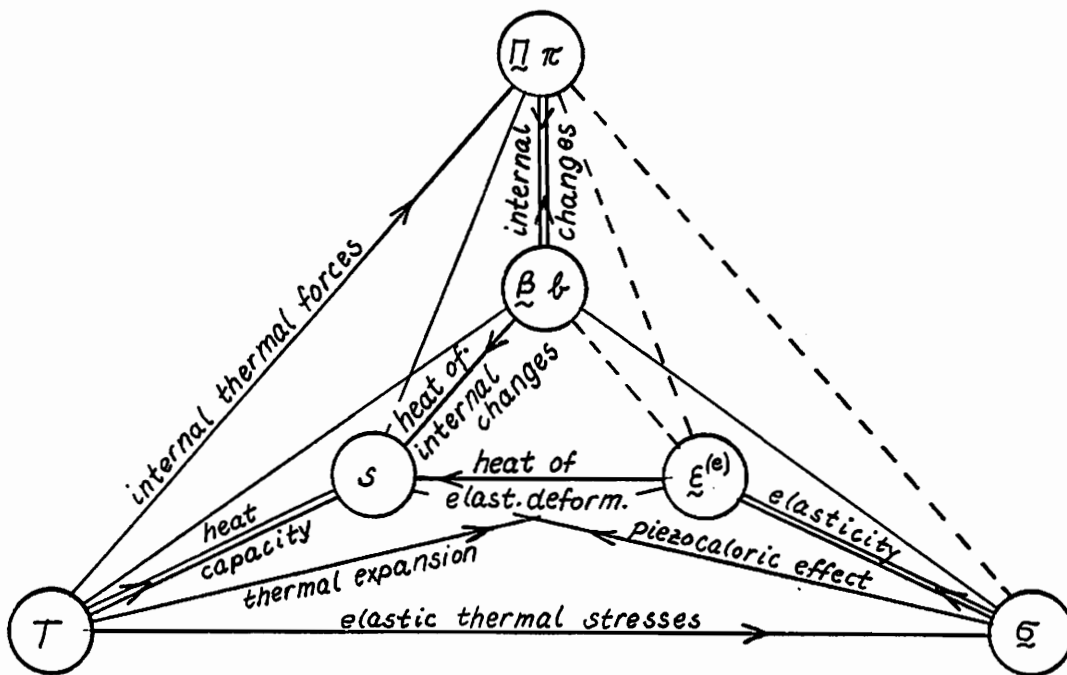 Π π
internal
changes
β b
internal thermal forces
heat of
internal
changes
s
heat of
elast. deform.
ε(e)
heat
capacity
thermal expansion
elasticity
piezocaloric effect
T
elastic thermal stresses
σ